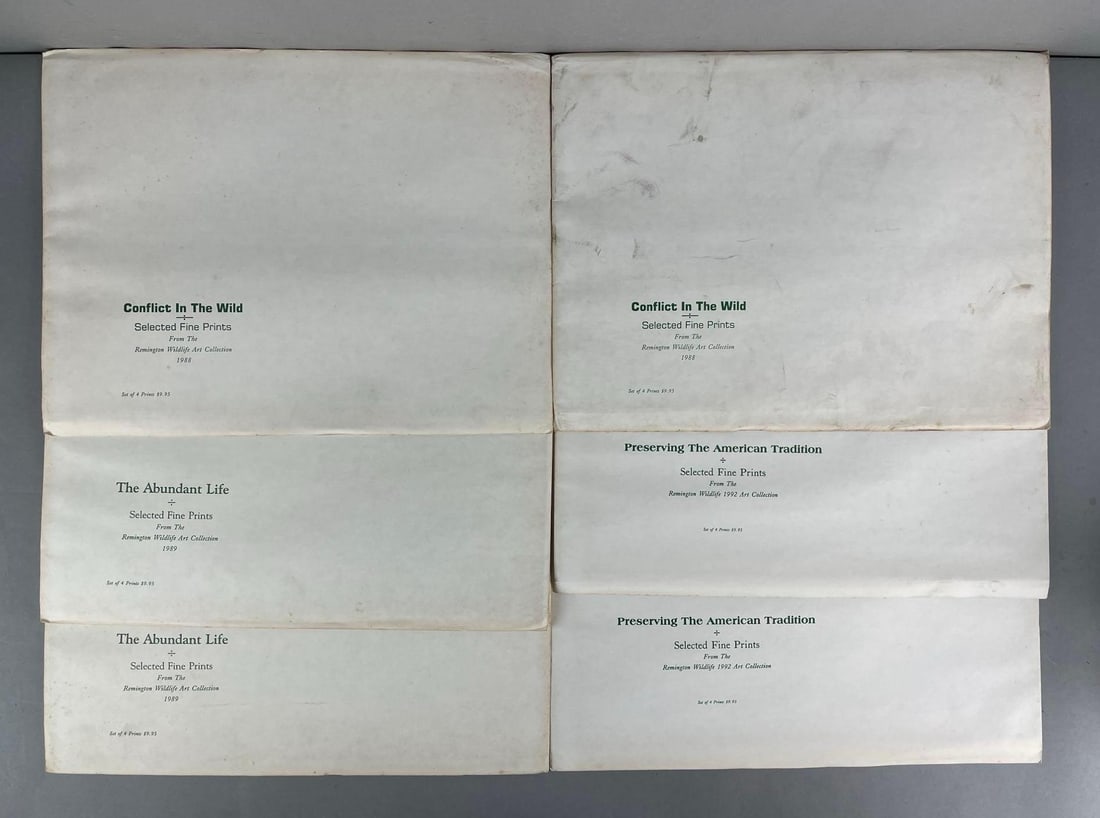 Conflict In The Wild
Selected Fine Prints
From The
Remington Wildlife Art Collection
1988
Set of 4 Prints $9.95
Conflict In The Wild
Selected Fine Prints
From The
Remington Wildlife Art Collection
1988
Set of 4 Prints $9.95
The Abundant Life
Selected Fine Prints
From The
Remington Wildlife Art Collection
1989
Set of 4 Prints $9.95
Preserving The American Tradition
Selected Fine Prints
From The
Remington Wildlife 1992 Art Collection
Set of 4 Prints $9.95
The Abundant Life
Selected Fine Prints
From The
Remington Wildlife Art Collection
1989
Set of 4 Prints $9.95
Preserving The American Tradition
Selected Fine Prints
From The
Remington Wildlife 1992 Art Collection
Set of 4 Prints $9.95